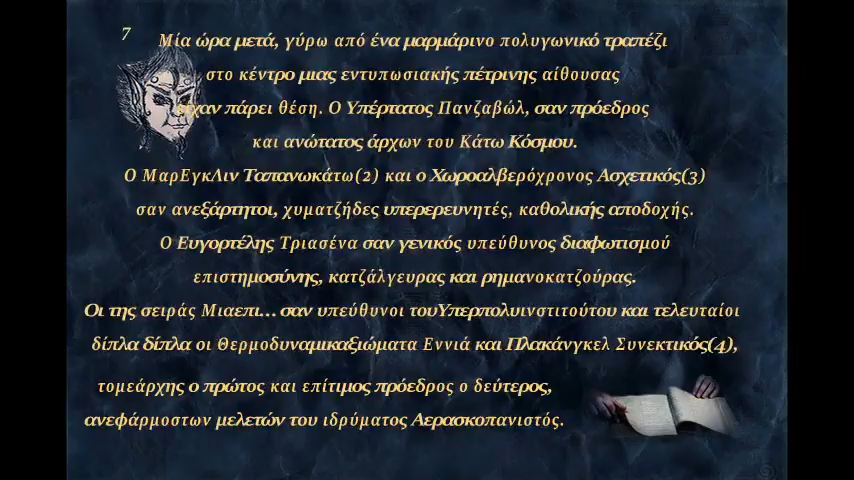 7
Μία ώρα μετά, γύρω από ένα μαρμάρινο πολυγωνικό τραπέζι
στο κέντρο μιας εντυπωσιακής πέτρινης αίθουσας
είχαν πάρει θέση. Ο Υπέρτατος Πανζαβώλ, σαν πρόεδρος
και ανώτατος άρχων του Κάτω Κόσμου.
Ο ΜαρΕγκΛιν Ταπανωκάτω(2) και ο Χωροαλβερόχρονος Ασχετικός(3)
σαν ανεξάρτητοι, χυματζήδες υπερερευνητές, καθολικής αποδοχής.
Ο Ευγορτέλης Τριασένα σαν γενικός υπεύθυνος διαφωτισμού
επιστημοσύνης, κατζάλγευρας και ρημανοκατζούρας.
Οι της σειράς Μιαεπι... σαν υπεύθυνοι τουΥπερπολυινστιτούτου και τελευταίοι
δίπλα δίπλα οι Θερμοδυναμικαξιώματα Εννιά και Πλακάνγκελ Συνεκτικός(4),
τομεάρχης ο πρώτος και επίτιμος πρόεδρος ο δεύτερος,
ανεφάρμοστων μελετών του ιδρύματος Αερασκοπανιστός.